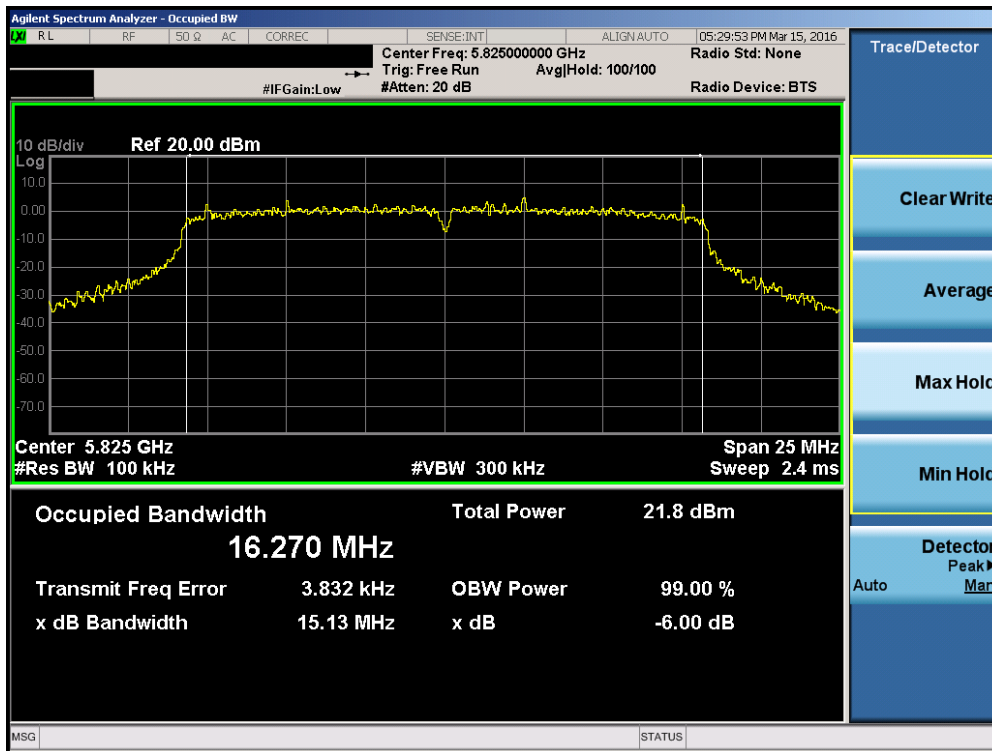 Agilent Spectrum Analyzer - Occupied BW
LXI RL RF 50 Ω AC CORREC SENSE:INT ALIGN AUTO 05:29:53 PM Mar 15, 2016
Center Freq: 5.825000000 GHz Radio Std: None
Trig: Free Run Avg|Hold: 100/100
#IFGain:Low #Atten: 20 dB Radio Device: BTS
10 dB/div Ref 20.00 dBm
Log
10.0
0.00
-10.0
-20.0
-30.0
-40.0
-50.0
-60.0
-70.0
Center 5.825 GHz Span 25 MHz
#Res BW 100 kHz #VBW 300 kHz Sweep 2.4 ms
Occupied Bandwidth Total Power 21.8 dBm
16.270 MHz
Transmit Freq Error 3.832 kHz OBW Power 99.00 %
x dB Bandwidth 15.13 MHz x dB -6.00 dB
MSG STATUS
Trace/Detector
Clear Write
Average
Max Hold
Min Hold
Detector
Peak▶
Auto Man